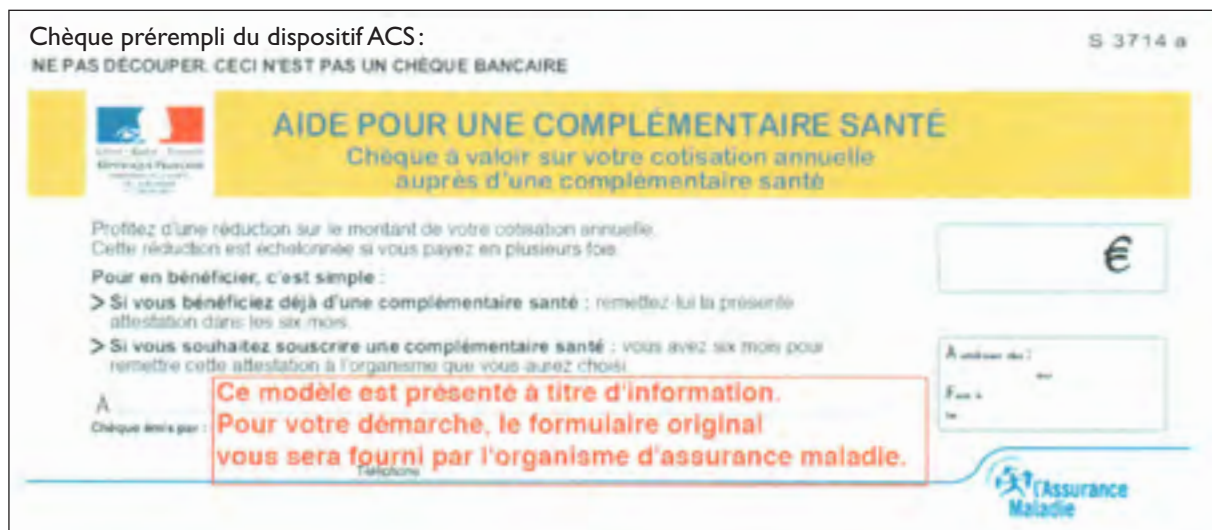 Chèque prérempli du dispositif ACS :
S 3714 a
NE PAS DÉCOUPER. CECI N'EST PAS UN CHÈQUE BANCAIRE
AIDE POUR UNE COMPLÉMENTAIRE SANTÉ
Chèque à valoir sur votre cotisation annuelle
auprès d'une complémentaire santé
Profitez d'une réduction sur le montant de votre cotisation annuelle.
Cette réduction est échelonnée si vous payez en plusieurs fois.
€
Pour en bénéficier, c'est simple :
> Si vous bénéficiez déjà d'une complémentaire santé : remettez-lui la présente
attestation dans les six mois.
> Si vous souhaitez souscrire une complémentaire santé : vous avez six mois pour
remettre cette attestation à l'organisme que vous aurez choisi.
A
Chèque émis par :
Ce modèle est présenté à titre d'information.
Pour votre démarche, le formulaire original
vous sera fourni par l'organisme d'assurance maladie.
Téléphone
l'Assurance
Maladie